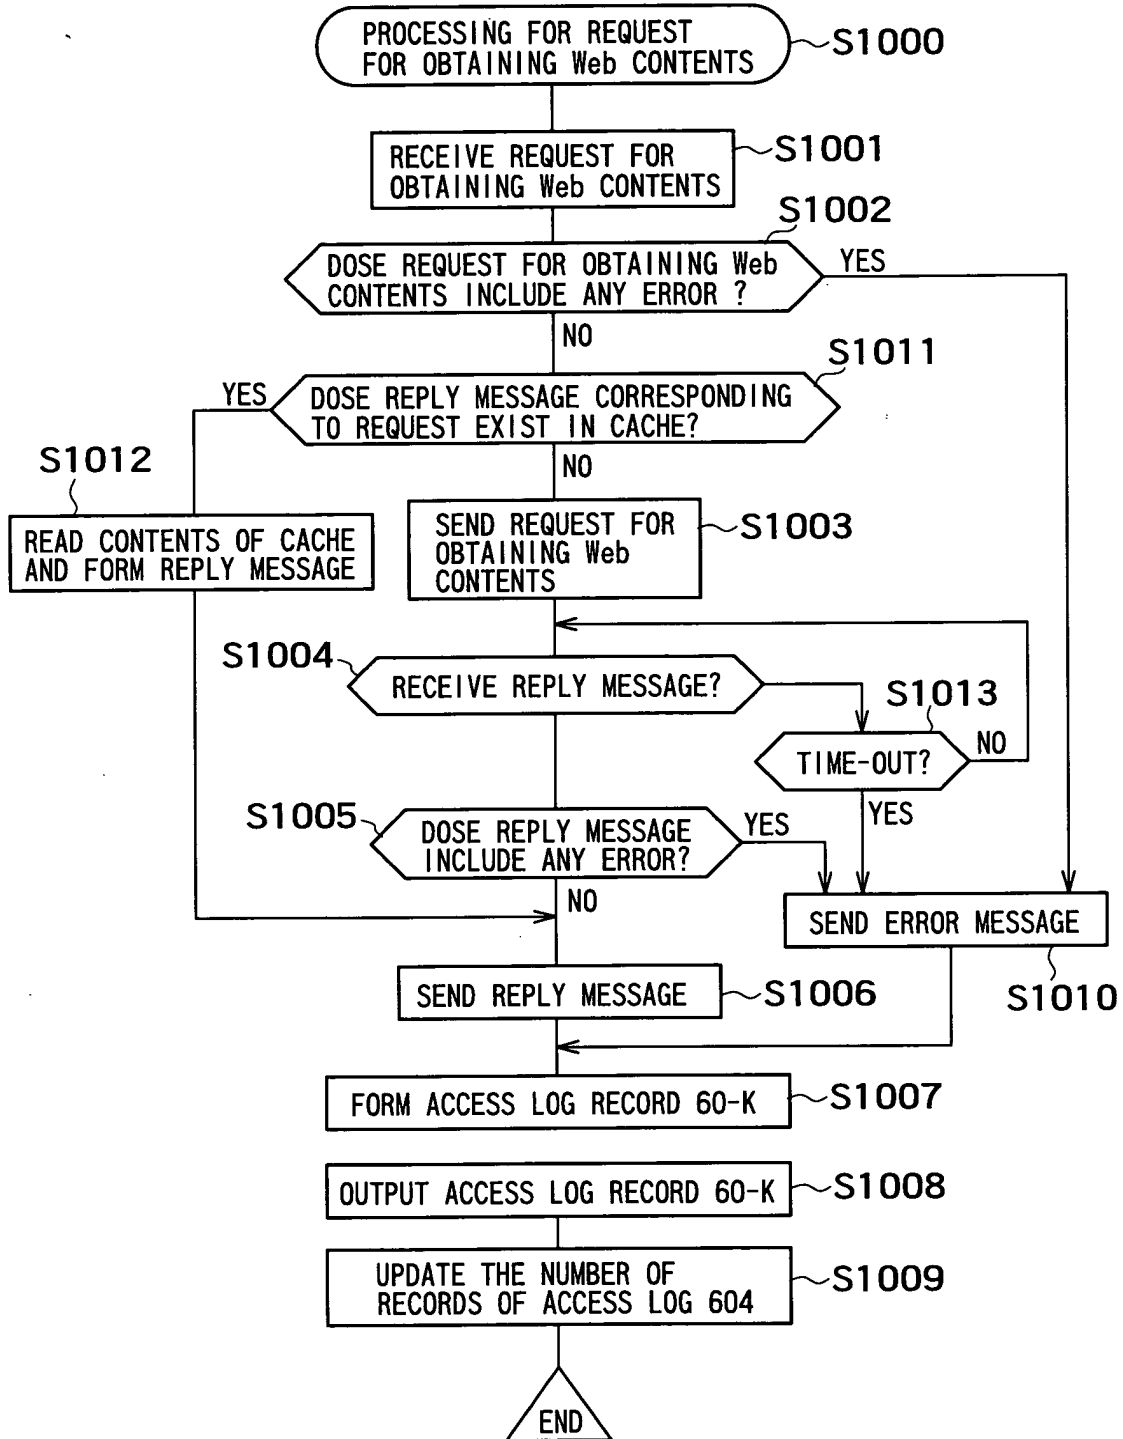 PROCESSING FOR REQUEST
FOR OBTAINING Web CONTENTS
S1000
RECEIVE REQUEST FOR
OBTAINING Web CONTENTS
S1001
S1002
DOSE REQUEST FOR OBTAINING Web
CONTENTS INCLUDE ANY ERROR ?
YES
NO
S1011
YES
DOSE REPLY MESSAGE CORRESPONDING
TO REQUEST EXIST IN CACHE?
NO
S1012
READ CONTENTS OF CACHE
AND FORM REPLY MESSAGE
SEND REQUEST FOR
OBTAINING Web
CONTENTS
S1003
S1004
RECEIVE REPLY MESSAGE?
S1013
TIME-OUT?
NO
YES
S1005
DOSE REPLY MESSAGE
INCLUDE ANY ERROR?
YES
NO
SEND ERROR MESSAGE
S1010
SEND REPLY MESSAGE
S1006
FORM ACCESS LOG RECORD 60-K
S1007
OUTPUT ACCESS LOG RECORD 60-K
S1008
UPDATE THE NUMBER OF
RECORDS OF ACCESS LOG 604
S1009
END